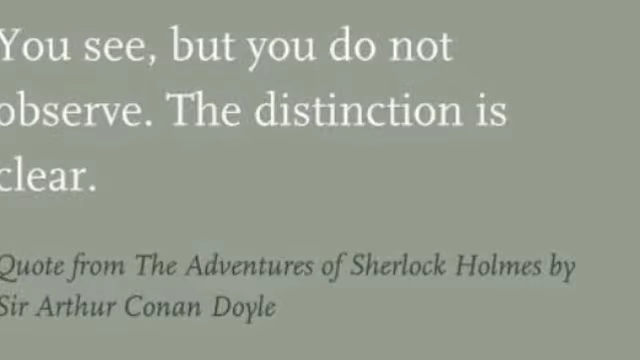 You see, but you do not
observe. The distinction is
clear.
Quote from The Adventures of Sherlock Holmes by
Sir Arthur Conan Doyle